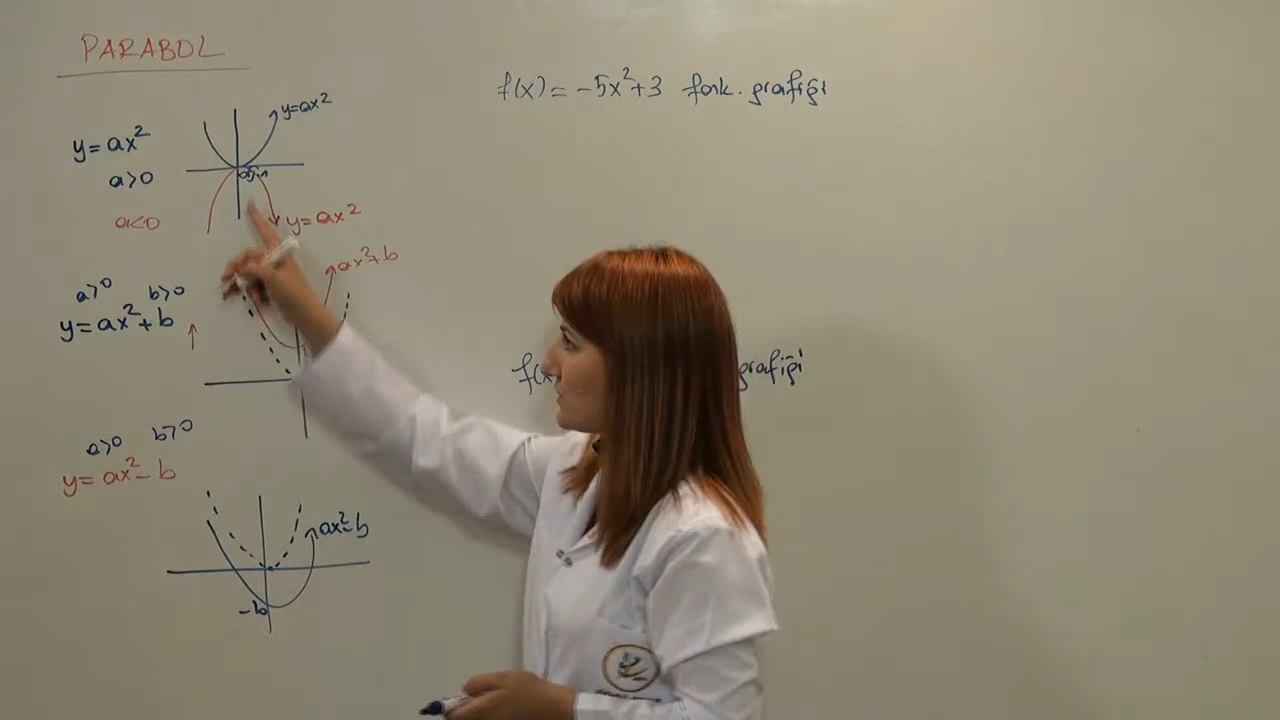 PARABOL
y=ax²
a>0
a<0
y=ax²
y=ax²
a>0 b>0
y=ax²+b
ax²+b
a>0 b>0
y=ax²-b
ax²-b
-b
f(x)=-5x²+3 fonk. grafiği
f(x
grafiği